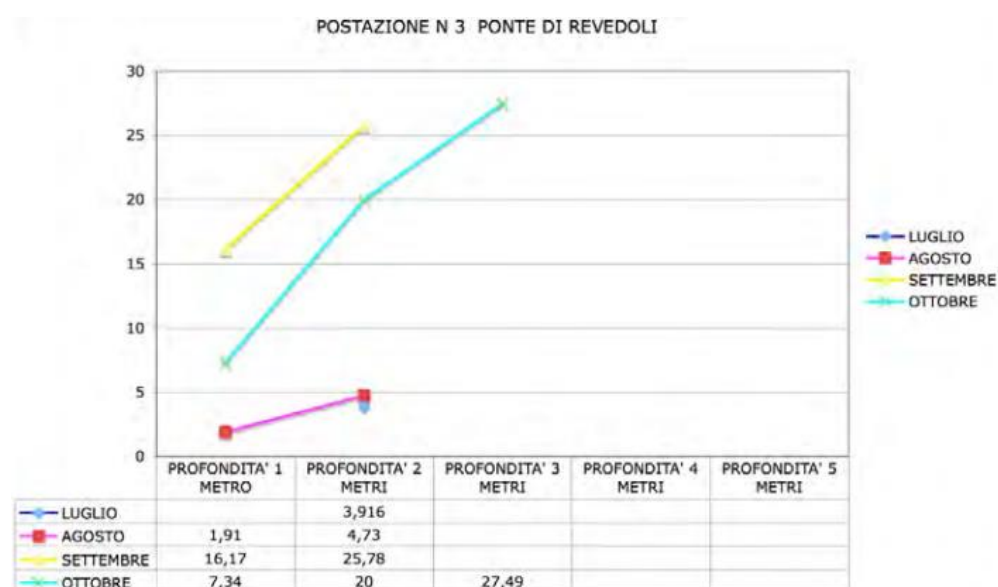 POSTAZIONE N 3 PONTE DI REVEDOLI
30
25
20
15
10
5
0
LUGLIO
AGOSTO
SETTEMBRE
OTTOBRE
PROFONDITA' 1 METRO PROFONDITA' 2 METRI PROFONDITA' 3 METRI PROFONDITA' 4 METRI PROFONDITA' 5 METRI
LUGLIO 3,916
AGOSTO 1,91 4,73
SETTEMBRE 16,17 25,78
OTTOBRE 7,34 20 27,49